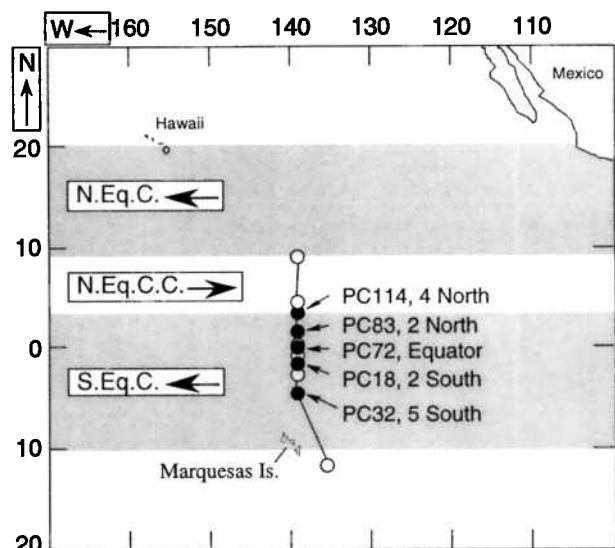 W 160 150 140 130 120 110
N
Mexico
Hawaii
20
N.Eq.C.
10
N.Eq.C.C.
PC114, 4 North
PC83, 2 North
0
PC72, Equator
S.Eq.C.
PC18, 2 South
PC32, 5 South
10
Marquesas Is.
20